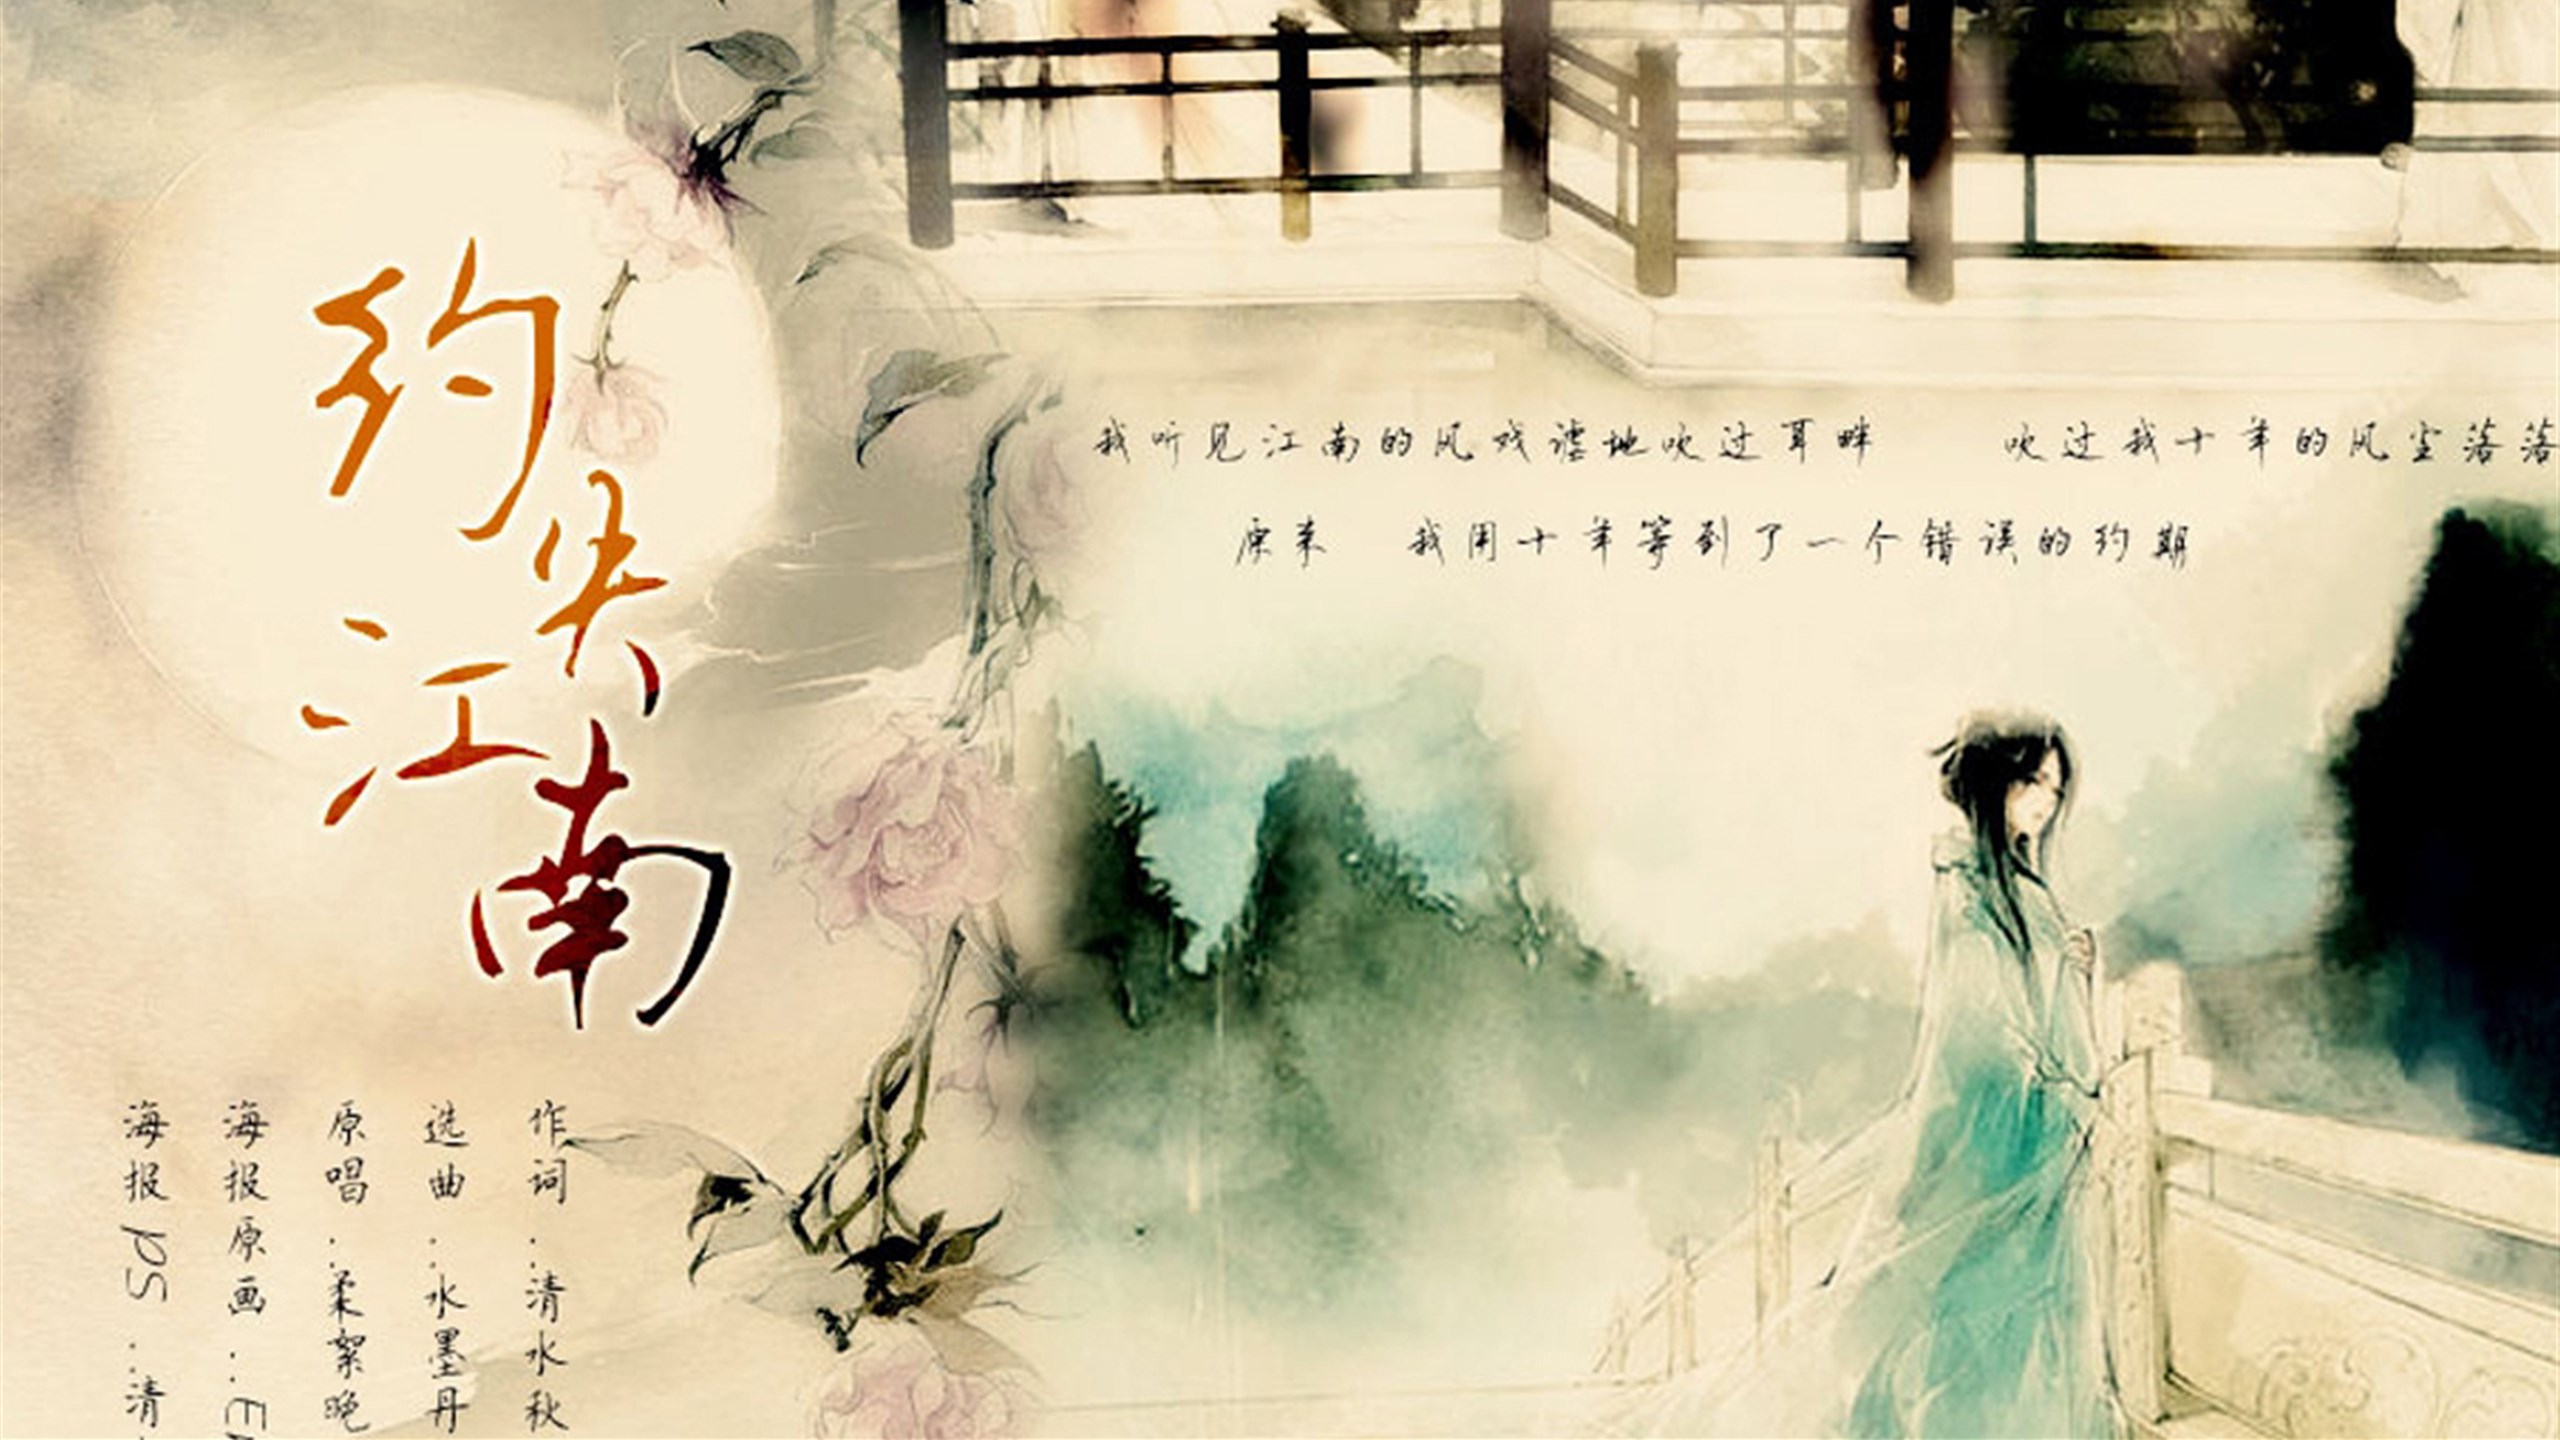 约失江南
我听见江南的风戏谑地吹过耳畔 吹过我十年的风尘落落
原来 我用十年等到了一个错误的约期
作词：清水秋
选曲：水墨丹
原唱：柔絮晚
海报原画：
海报PS：清